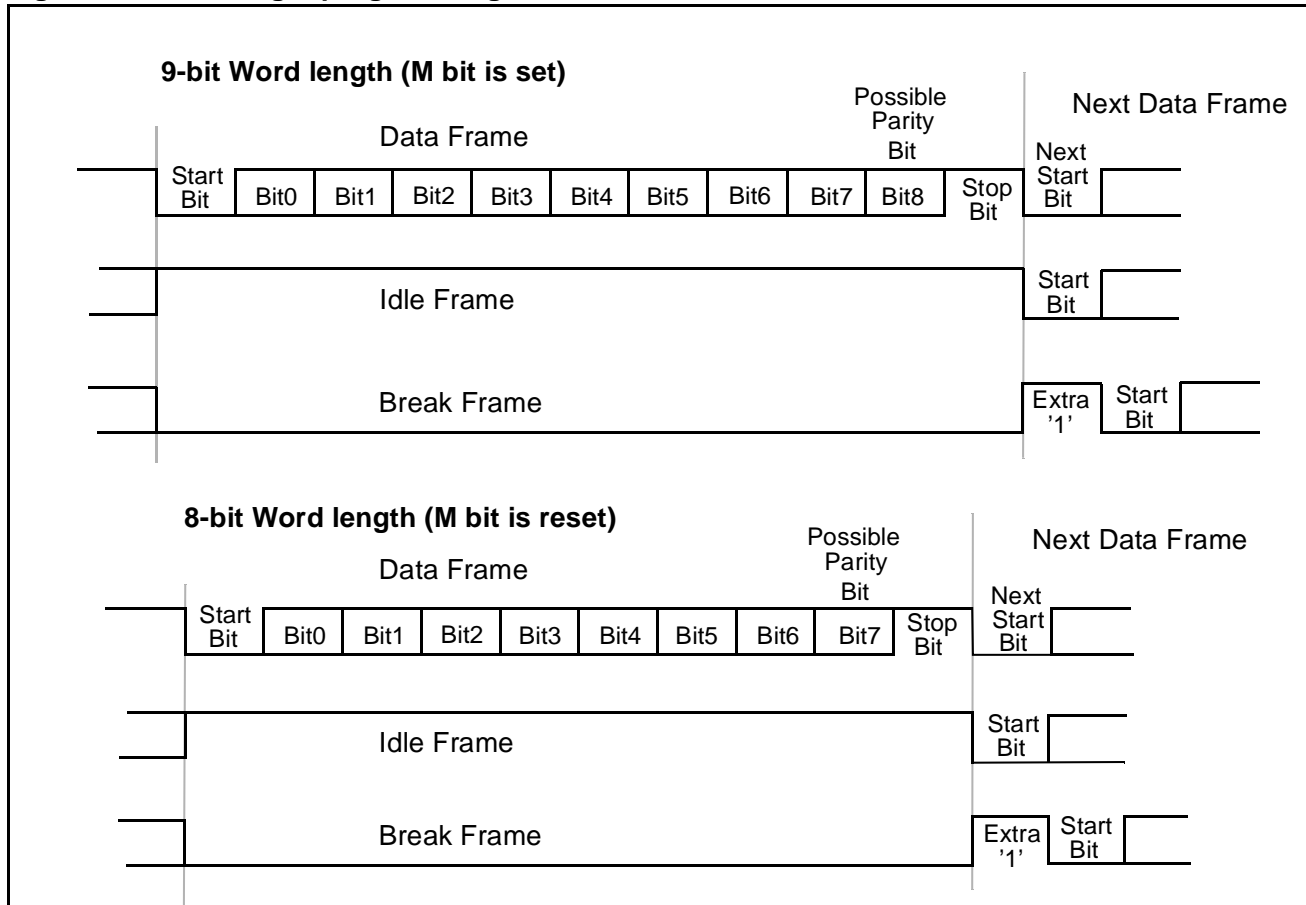 9-bit Word length (M bit is set)
Possible
Parity
Bit
Next Data Frame
Data Frame
Start
Bit
Bit0
Bit1
Bit2
Bit3
Bit4
Bit5
Bit6
Bit7
Bit8
Stop
Bit
Next
Start
Bit
Idle Frame
Start
Bit
Break Frame
Extra
'1'
Start
Bit
8-bit Word length (M bit is reset)
Possible
Parity
Bit
Next Data Frame
Data Frame
Start
Bit
Bit0
Bit1
Bit2
Bit3
Bit4
Bit5
Bit6
Bit7
Stop
Bit
Next
Start
Bit
Idle Frame
Start
Bit
Break Frame
Extra
'1'
Start
Bit